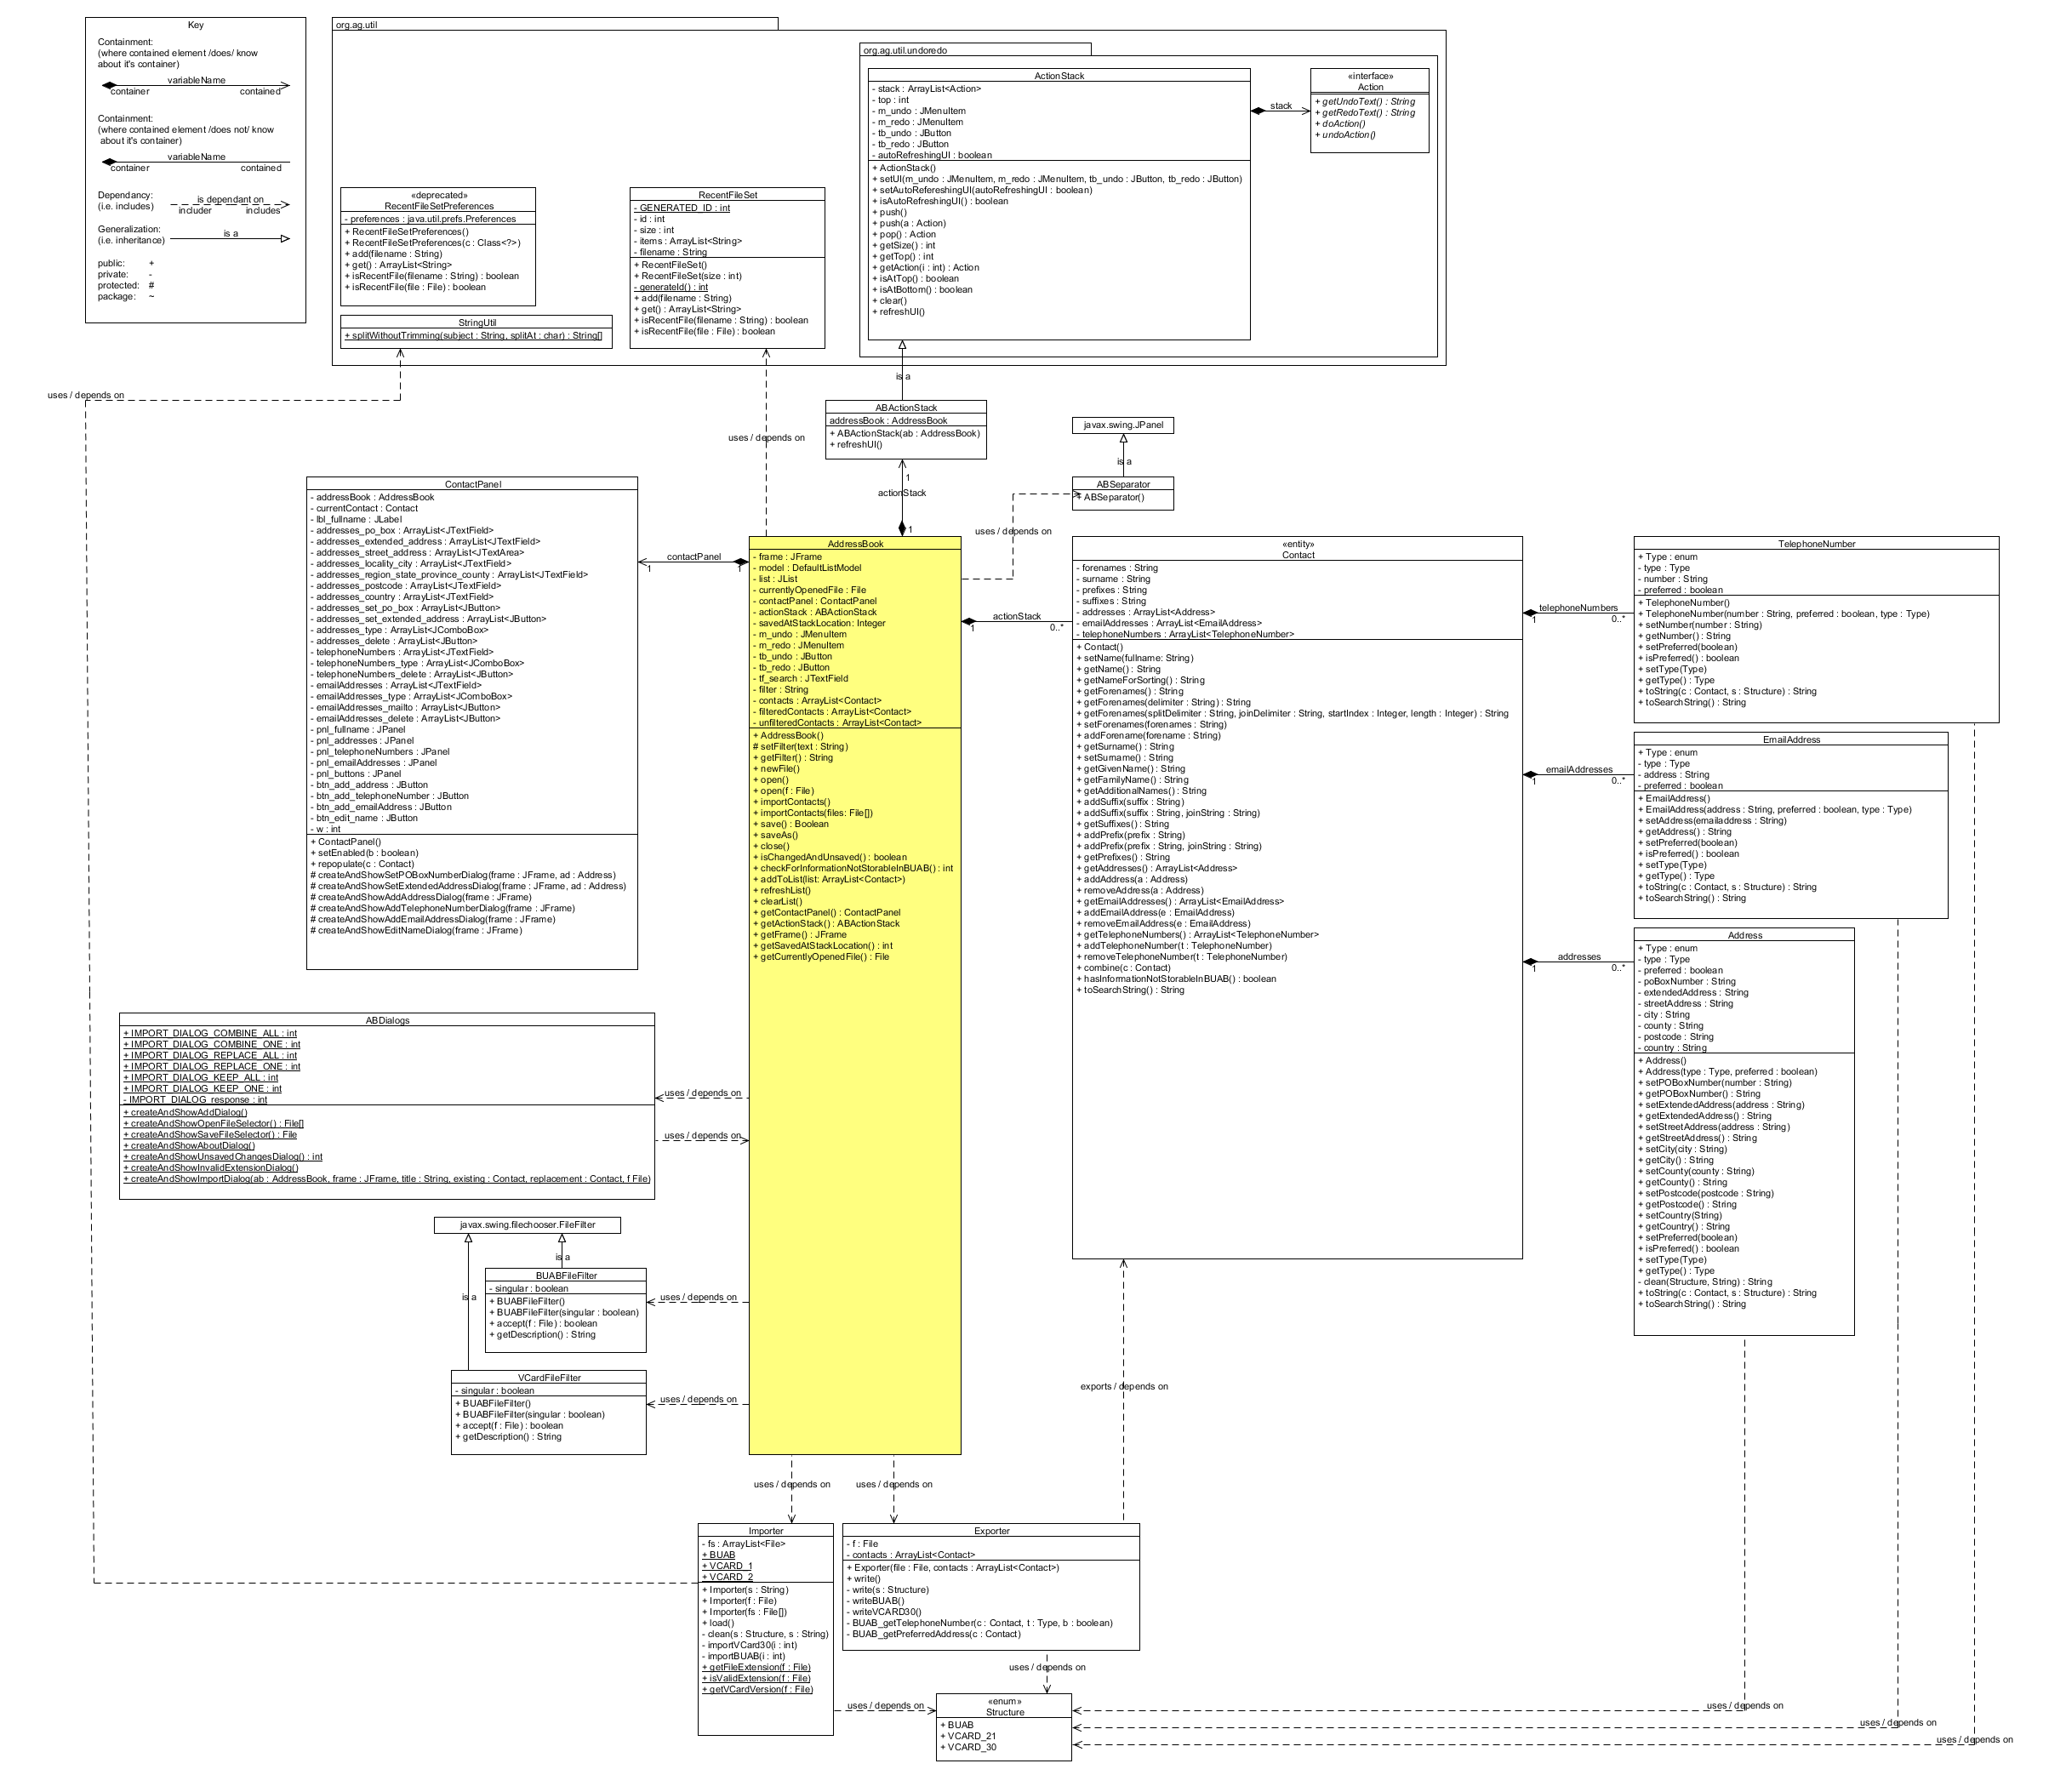 Key
Containment:
(where contained element /does/ know
about it's container)
variableName
container contained
Containment:
(where contained element /does not/ know
about it's container)
variableName
container contained
Dependancy:
(i.e. includes)
is dependant on
includer includes
Generalization:
(i.e. inheritance)
is a
public: +
private: -
protected: #
package: ~
org.ag.util
«deprecated»
RecentFileSetPreferences
- preferences : java.util.prefs.Preferences
+ RecentFileSetPreferences()
+ RecentFileSetPreferences(c : Class<?>)
+ add(filename : String)
+ get() : ArrayList<String>
+ isRecentFile(filename : String) : boolean
+ isRecentFile(file : File) : boolean
StringUtil
+ splitWithoutTrimming(subject : String, splitAt : char) : String[]
RecentFileSet
- GENERATED_ID : int
- id : int
- size : int
- items : ArrayList<String>
- filename : String
+ RecentFileSet()
+ RecentFileSet(size : int)
- generateId() : int
+ add(filename : String)
+ get() : ArrayList<String>
+ isRecentFile(filename : String) : boolean
+ isRecentFile(file : File) : boolean
org.ag.util.undoredo
ActionStack
- stack : ArrayList<Action>
- top : int
- m_undo : JMenuItem
- m_redo : JMenuItem
- tb_undo : JButton
- tb_redo : JButton
- autoRefreshingUI : boolean
+ ActionStack()
+ setUI(m_undo : JMenuItem, m_redo : JMenuItem, tb_undo : JButton, tb_redo : JButton)
+ setAutoRefereshingUI(autoRefreshingUI : boolean)
+ isAutoRefreshingUI() : boolean
+ push()
+ push(a : Action)
+ pop() : Action
+ getSize() : int
+ getTop() : int
+ getAction(i : int) : Action
+ isAtTop() : boolean
+ isAtBottom() : boolean
+ clear()
+ refreshUI()
stack
«interface»
Action
+ getUndoText() : String
+ getRedoText() : String
+ doAction()
+ undoAction()
is a
uses / depends on
uses / depends on
ABActionStack
addressBook : AddressBook
+ ABActionStack(ab : AddressBook)
+ refreshUI()
1
actionStack
1
javax.swing.JPanel
is a
ABSeparator
+ ABSeparator()
uses / depends on
ContactPanel
- addressBook : AddressBook
- currentContact : Contact
- lbl_fullname : JLabel
- addresses_po_box : ArrayList<JTextField>
- addresses_extended_address : ArrayList<JTextField>
- addresses_street_address : ArrayList<JTextArea>
- addresses_locality_city : ArrayList<JTextField>
- addresses_region_state_province_county : ArrayList<JTextField>
- addresses_postcode : ArrayList<JTextField>
- addresses_country : ArrayList<JTextField>
- addresses_set_po_box : ArrayList<JButton>
- addresses_set_extended_address : ArrayList<JButton>
- addresses_type : ArrayList<JComboBox>
- addresses_delete : ArrayList<JButton>
- telephoneNumbers : ArrayList<JTextField>
- telephoneNumbers_type : ArrayList<JComboBox>
- telephoneNumbers_delete : ArrayList<JButton>
- emailAddresses : ArrayList<JTextField>
- emailAddresses_type : ArrayList<JComboBox>
- emailAddresses_mailto : ArrayList<JButton>
- emailAddresses_delete : ArrayList<JButton>
- pnl_fullname : JPanel
- pnl_addresses : JPanel
- pnl_telephoneNumbers : JPanel
- pnl_emailAddresses : JPanel
- pnl_buttons : JPanel
- btn_add_address : JButton
- btn_add_telephoneNumber : JButton
- btn_add_emailAddress : JButton
- btn_edit_name : JButton
- w : int
+ ContactPanel()
+ setEnabled(b : boolean)
+ repopulate(c : Contact)
# createAndShowSetPOBoxNumberDialog(frame : JFrame, ad : Address)
# createAndShowSetExtendedAddressDialog(frame : JFrame, ad : Address)
# createAndShowAddAddressDialog(frame : JFrame)
# createAndShowAddTelephoneNumberDialog(frame : JFrame)
# createAndShowAddEmailAddressDialog(frame : JFrame)
# createAndShowEditNameDialog(frame : JFrame)
contactPanel
1 1
AddressBook
- frame : JFrame
- model : DefaultListModel
- list : JList
- currentlyOpenedFile : File
- contactPanel : ContactPanel
- actionStack : ABActionStack
- savedAtStackLocation: Integer
- m_undo : JMenuItem
- m_redo : JMenuItem
- tb_undo : JButton
- tb_redo : JButton
- tf_search : JTextField
- filter : String
- contacts : ArrayList<Contact>
- filteredContacts : ArrayList<Contact>
- unfilteredContacts : ArrayList<Contact>
+ AddressBook()
# setFilter(text : String)
+ getFilter() : String
+ newFile()
+ open()
+ open(f : File)
+ importContacts()
+ importContacts(files: File[])
+ save() : Boolean
+ saveAs()
+ close()
+ isChangedAndUnsaved() : boolean
+ checkForInformationNotStorableInBUAB() : int
+ addToList(list: ArrayList<Contact>)
+ refreshList()
+ clearList()
+ getContactPanel() : ContactPanel
+ getActionStack() : ABActionStack
+ getFrame() : JFrame
+ getSavedAtStackLocation() : int
+ getCurrentlyOpenedFile() : File
actionStack
1 0..*
«entity»
Contact
- forenames : String
- surname : String
- prefixes : String
- suffixes : String
- addresses : ArrayList<Address>
- emailAddresses : ArrayList<EmailAddress>
- telephoneNumbers : ArrayList<TelephoneNumber>
+ Contact()
+ setName(fullname: String)
+ getName() : String
+ getNameForSorting() : String
+ getForenames() : String
+ getForenames(delimiter : String) : String
+ getForenames(splitDelimiter : String, joinDelimiter : String, startIndex : Integer, length : Integer) : String
+ setForenames(forenames : String)
+ addForename(forename : String)
+ getSurname() : String
+ setSurname() : String
+ getGivenName() : String
+ getFamilyName() : String
+ getAdditionalNames() : String
+ addSuffix(suffix : String)
+ addSuffix(suffix : String, joinString : String)
+ getSuffixes() : String
+ addPrefix(prefix : String)
+ addPrefix(prefix : String, joinString : String)
+ getPrefixes() : String
+ getAddresses() : ArrayList<Address>
+ addAddress(a : Address)
+ removeAddress(a : Address)
+ getEmailAddresses() : ArrayList<EmailAddress>
+ addEmailAddress(e : EmailAddress)
+ removeEmailAddress(e : EmailAddress)
+ getTelephoneNumbers() : ArrayList<TelephoneNumber>
+ addTelephoneNumber(t : TelephoneNumber)
+ removeTelephoneNumber(t : TelephoneNumber)
+ combine(c : Contact)
+ hasInformationNotStorableInBUAB() : boolean
+ toSearchString() : String
telephoneNumbers
1 0..*
TelephoneNumber
+ Type : enum
- type : Type
- number : String
- preferred : boolean
+ TelephoneNumber()
+ TelephoneNumber(number : String, preferred : boolean, type : Type)
+ setNumber(number : String)
+ getNumber() : String
+ setPreferred(boolean)
+ isPreferred() : boolean
+ setType(Type)
+ getType() : Type
+ toString(c : Contact, s : Structure) : String
+ toSearchString() : String
emailAddresses
1 0..*
EmailAddress
+ Type : enum
- type : Type
- address : String
- preferred : boolean
+ EmailAddress()
+ EmailAddress(address : String, preferred : boolean, type : Type)
+ setAddress(emailaddress : String)
+ getAddress() : String
+ setPreferred(boolean)
+ isPreferred() : boolean
+ setType(Type)
+ getType() : Type
+ toString(c : Contact, s : Structure) : String
+ toSearchString() : String
addresses
1 0..*
Address
+ Type : enum
- type : Type
- preferred : boolean
- poBoxNumber : String
- extendedAddress : String
- streetAddress : String
- city : String
- county : String
- postcode : String
- country : String
+ Address()
+ Address(type : Type, preferred : boolean)
+ setPOBoxNumber(number : String)
+ getPOBoxNumber() : String
+ setExtendedAddress(address : String)
+ getExtendedAddress() : String
+ setStreetAddress(address : String)
+ getStreetAddress() : String
+ setCity(city : String)
+ getCity() : String
+ setCounty(county : String)
+ getCounty() : String
+ setPostcode(postcode : String)
+ getPostcode() : String
+ setCountry(String)
+ getCountry() : String
+ setPreferred(boolean)
+ isPreferred() : boolean
+ setType(Type)
+ getType() : Type
- clean(Structure, String) : String
+ toString(c : Contact, s : Structure) : String
+ toSearchString() : String
ABDialogs
+ IMPORT_DIALOG_COMBINE_ALL : int
+ IMPORT_DIALOG_COMBINE_ONE : int
+ IMPORT_DIALOG_REPLACE_ALL : int
+ IMPORT_DIALOG_REPLACE_ONE : int
+ IMPORT_DIALOG_KEEP_ALL : int
+ IMPORT_DIALOG_KEEP_ONE : int
- IMPORT_DIALOG_response : int
+ createAndShowAddDialog()
+ createAndShowOpenFileSelector() : File[]
+ createAndShowSaveFileSelector() : File
+ createAndShowAboutDialog()
+ createAndShowUnsavedChangesDialog() : int
+ createAndShowInvalidExtensionDialog()
+ createAndShowImportDialog(ab : AddressBook, frame : JFrame, title : String, existing : Contact, replacement : Contact, f File)
uses / depends on
uses / depends on
javax.swing.filechooser.FileFilter
is a
is a
BUABFileFilter
- singular : boolean
+ BUABFileFilter()
+ BUABFileFilter(singular : boolean)
+ accept(f : File) : boolean
+ getDescription() : String
uses / depends on
VCardFileFilter
- singular : boolean
+ BUABFileFilter()
+ BUABFileFilter(singular : boolean)
+ accept(f : File) : boolean
+ getDescription() : String
uses / depends on
exports / depends on
uses / depends on
uses / depends on
Importer
- fs : ArrayList<File>
+ BUAB
+ VCARD_1
+ VCARD_2
+ Importer(s : String)
+ Importer(f : File)
+ Importer(fs : File[])
+ load()
- clean(s : Structure, s : String)
- importVCard30(i : int)
- importBUAB(i : int)
+ getFileExtension(f : File)
+ isValidExtension(f : File)
+ getVCardVersion(f : File)
Exporter
- f : File
- contacts : ArrayList<Contact>
+ Exporter(file : File, contacts : ArrayList<Contact>)
+ write()
- write(s : Structure)
- writeBUAB()
- writeVCARD30()
- BUAB_getTelephoneNumber(c : Contact, t : Type, b : boolean)
- BUAB_getPreferredAddress(c : Contact)
uses / depends on
uses / depends on
«enum»
Structure
+ BUAB
+ VCARD_21
+ VCARD_30
uses / depends on
uses / depends on
uses / depends on